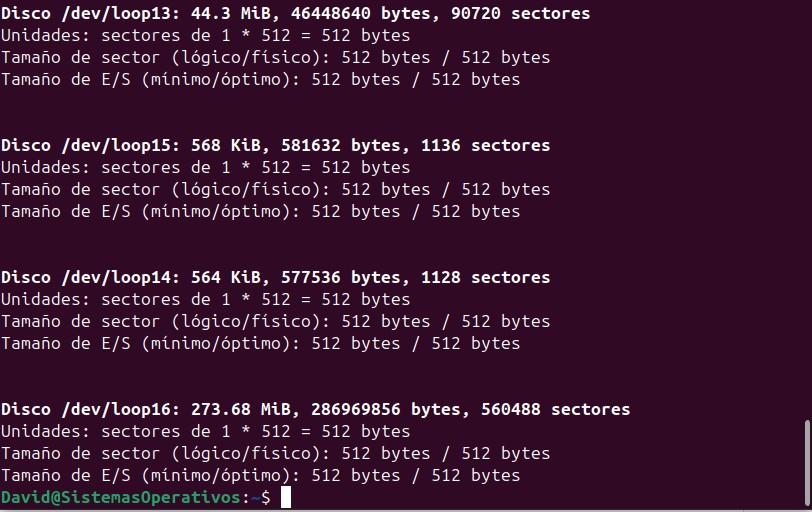 Disco /dev/loop13: 44.3 MiB, 46448640 bytes, 90720 sectores
Unidades: sectores de 1 * 512 = 512 bytes
Tamaño de sector (lógico/físico): 512 bytes / 512 bytes
Tamaño de E/S (mínimo/óptimo): 512 bytes / 512 bytes
Disco /dev/loop15: 568 KiB, 581632 bytes, 1136 sectores
Unidades: sectores de 1 * 512 = 512 bytes
Tamaño de sector (lógico/físico): 512 bytes / 512 bytes
Tamaño de E/S (mínimo/óptimo): 512 bytes / 512 bytes
Disco /dev/loop14: 564 KiB, 577536 bytes, 1128 sectores
Unidades: sectores de 1 * 512 = 512 bytes
Tamaño de sector (lógico/físico): 512 bytes / 512 bytes
Tamaño de E/S (mínimo/óptimo): 512 bytes / 512 bytes
Disco /dev/loop16: 273.68 MiB, 286969856 bytes, 560488 sectores
Unidades: sectores de 1 * 512 = 512 bytes
Tamaño de sector (lógico/físico): 512 bytes / 512 bytes
Tamaño de E/S (mínimo/óptimo): 512 bytes / 512 bytes
David@SistemasOperativos:~$